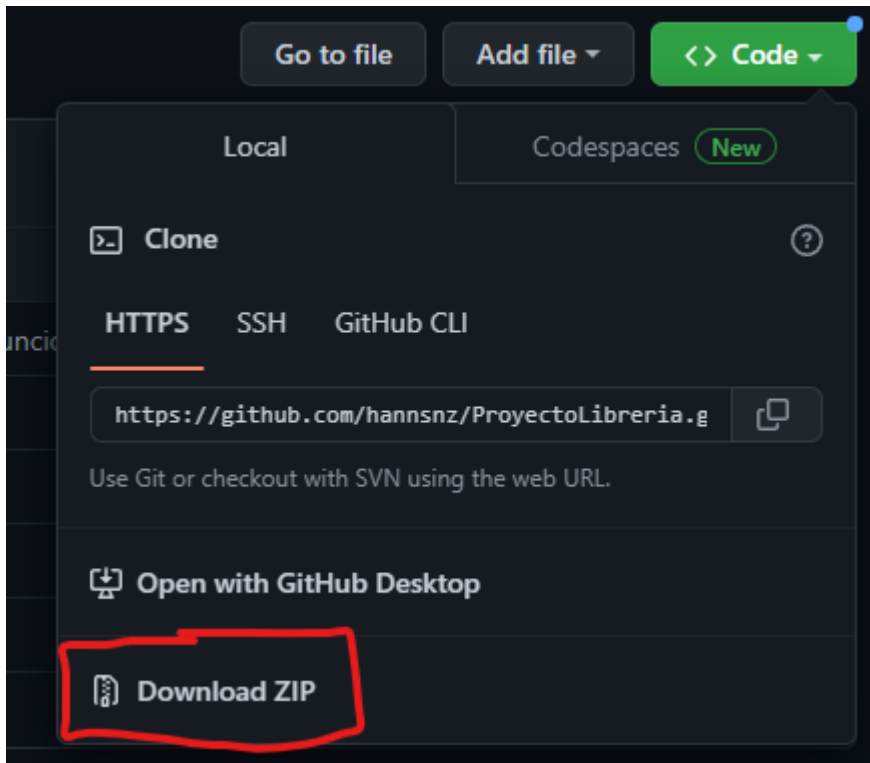 Go to file Add file Code
Local Codespaces New
Clone
HTTPS SSH GitHub CLI
https://github.com/hannsnz/ProyectoLibreria.g
Use Git or checkout with SVN using the web URL.
Open with GitHub Desktop
Download ZIP